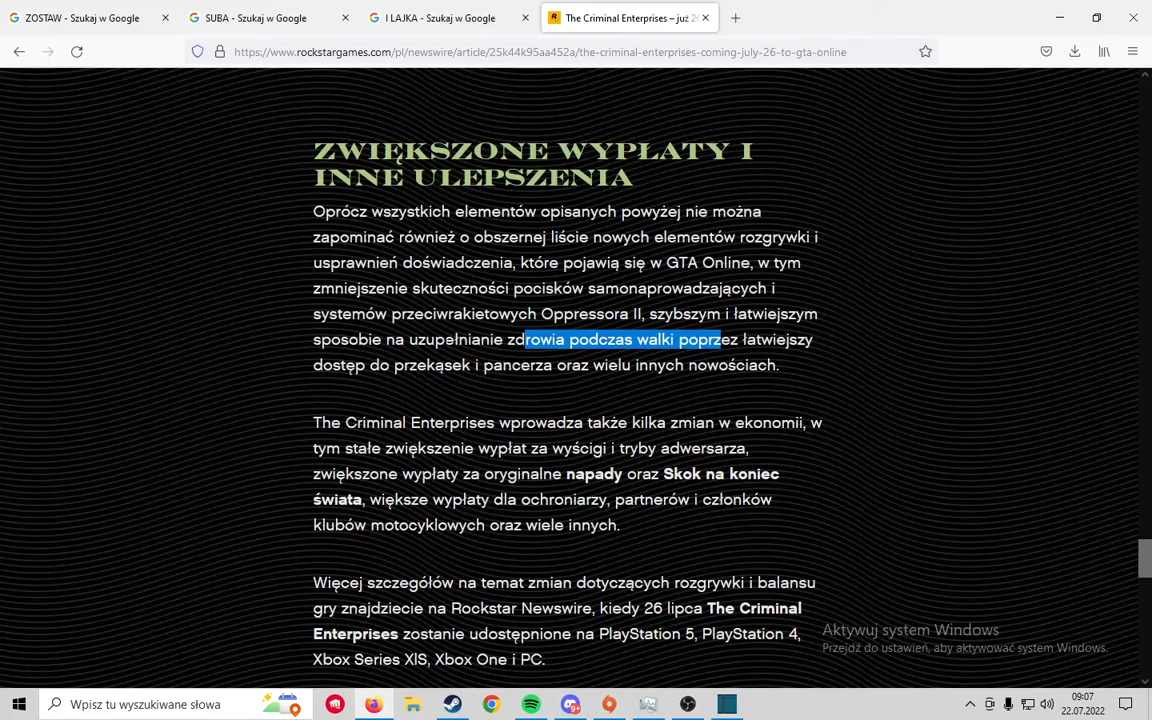 ZOSTAW - Szukaj w Google
SUBA - Szukaj w Google
I LAJKA - Szukaj w Google
The Criminal Enterprises – już 26
https://www.rockstargames.com/pl/newswire/article/25k44k95aa452a/the-criminal-enterprises-coming-july-26-to-gta-online
ZWIĘKSZONE WYPŁATY I
INNE ULEPSZENIA
Oprócz wszystkich elementów opisanych powyżej nie można
zapominać również o obszernej liście nowych elementów rozgrywki i
usprawnień doświadczenia, które pojawią się w GTA Online, w tym
zmniejszenie skuteczności pocisków samonaprowadzających i
systemów przeciwrakietowych Oppressora II, szybszym i łatwiejszym
sposobie na uzupełnianie zdrowia podczas walki poprzez łatwiejszy
dostęp do przekąsek i pancerza oraz wielu innych nowościach.
The Criminal Enterprises wprowadza także kilka zmian w ekonomii, w
tym stałe zwiększenie wypłat za wyścigi i tryby adwersarza,
zwiększone wypłaty za oryginalne napady oraz Skok na koniec
świata, większe wypłaty dla ochroniarzy, partnerów i członków
klubów motocyklowych oraz wiele innych.
Więcej szczegółów na temat zmian dotyczących rozgrywki i balansu
gry znajdziecie na Rockstar Newswire, kiedy 26 lipca The Criminal
Enterprises zostanie udostępnione na PlayStation 5, PlayStation 4,
Xbox Series X|S, Xbox One i PC.
Aktywuj system Windows
Przejdź do ustawień, aby aktywować system Windows.
Wpisz tu wyszukiwane słowa
09:07
22.07.2022